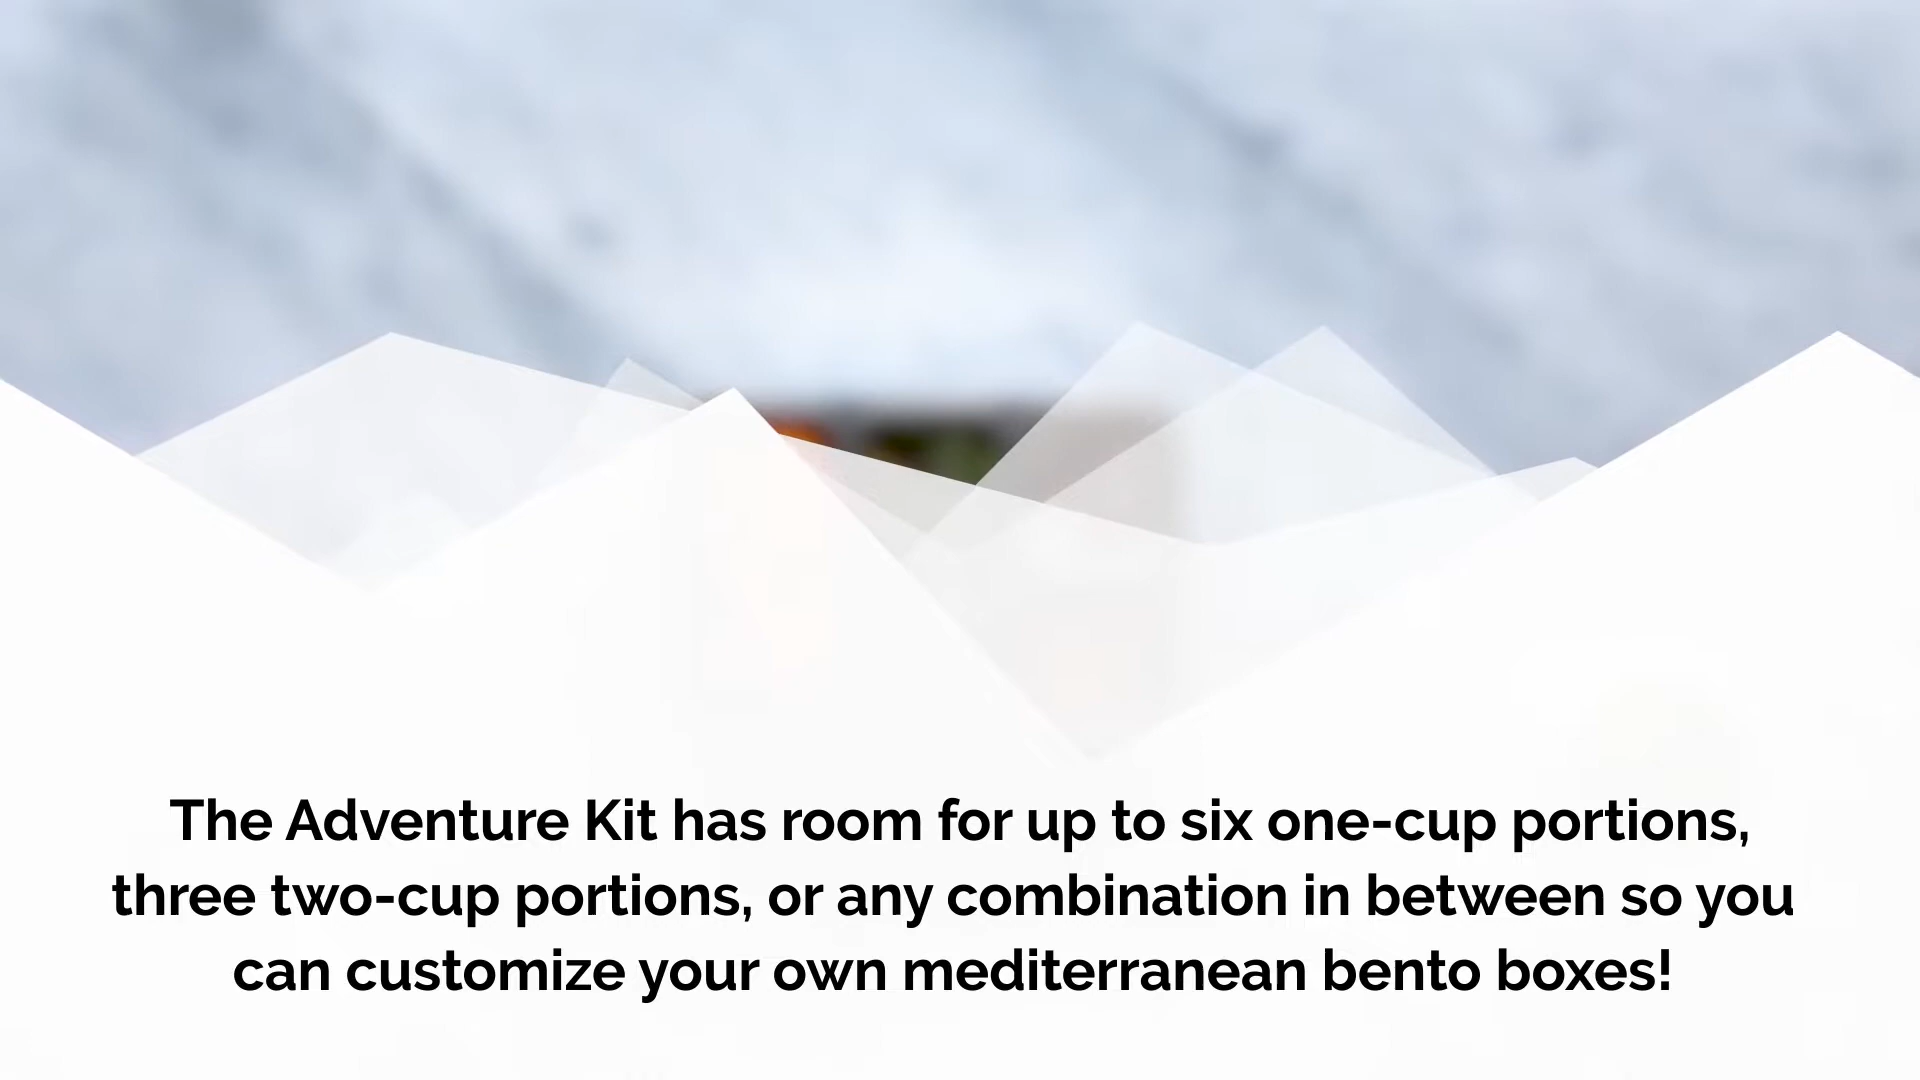 The Adventure Kit has room for up to six one-cup portions,
three two-cup portions, or any combination in between so you
can customize your own mediterranean bento boxes!